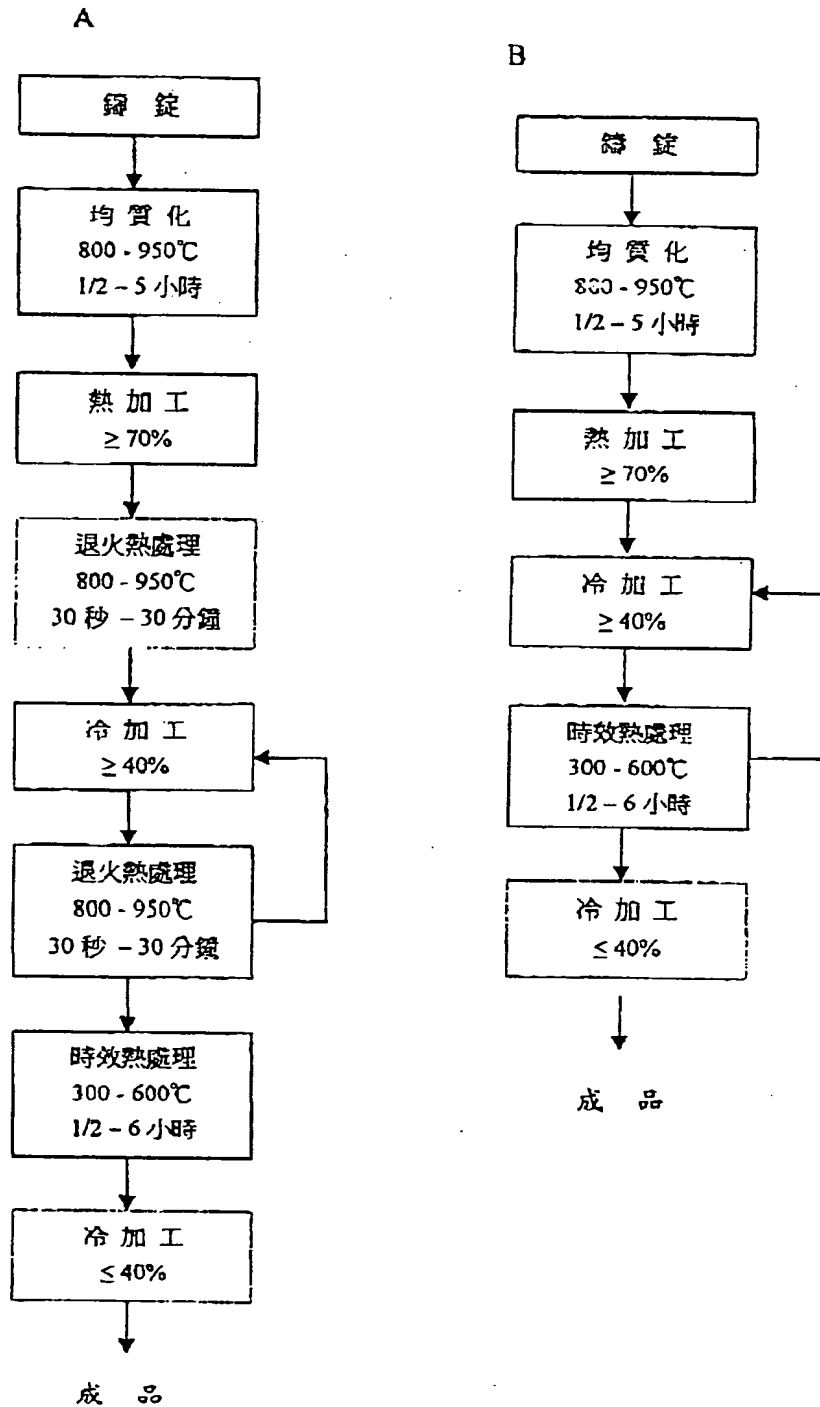 A
鑄 錠
均 質 化
800 - 950℃
1/2 – 5 小時
熱 加 工
≥ 70%
退火熱處理
800 - 950℃
30 秒 – 30 分鐘
冷 加 工
≥ 40%
退火熱處理
800 - 950℃
30 秒 – 30 分鐘
時效熱處理
300 - 600℃
1/2 – 6 小時
冷 加 工
≤ 40%
成 品
B
鑄 錠
均 質 化
800 - 950℃
1/2 – 5 小時
熱 加 工
≥ 70%
冷 加 工
≥ 40%
時效熱處理
300 - 600℃
1/2 – 6 小時
冷 加 工
≤ 40%
成 品